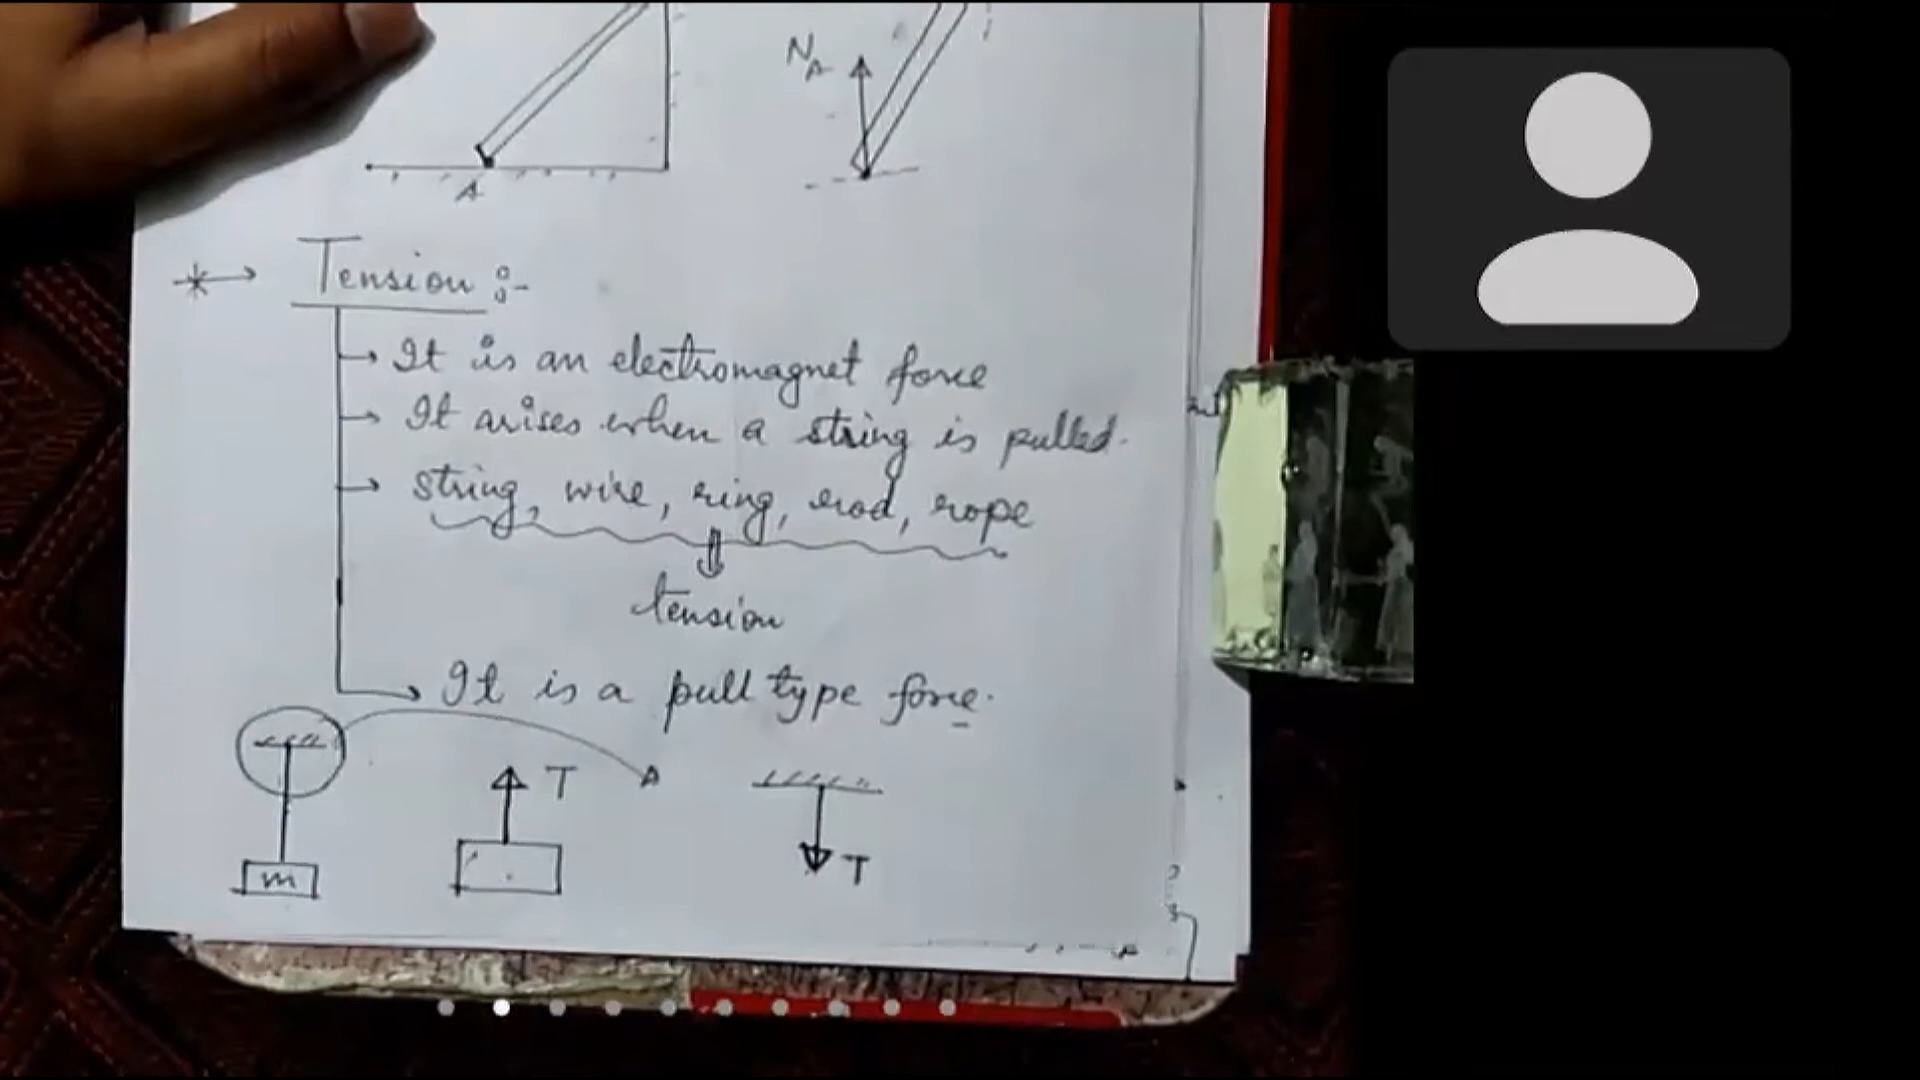 N_A
A
Tension :-
It is an electromagnet force
It arises when a string is pulled.
string, wire, ring, rod, rope
tension
It is a pull type force.
m
T
T